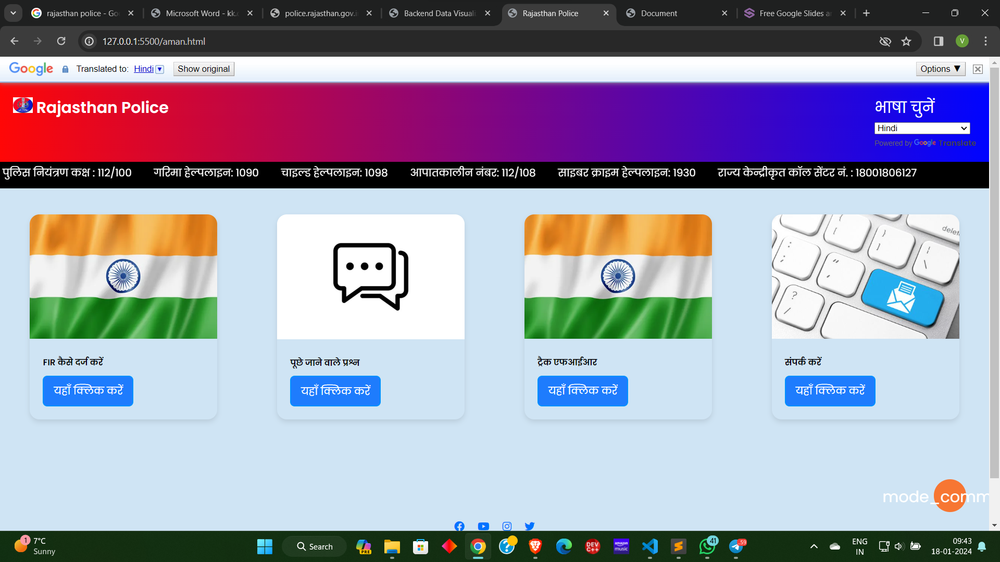 rajasthan police - Go
Microsoft Word - kk.c
police.rajasthan.gov.i
Backend Data Visuali
Rajasthan Police
Document
Free Google Slides a
127.0.0.1:5500/aman.html
V
Google Translated to: Hindi ▼ Show original
Options ▼
Rajasthan Police
भाषा चुनें
Hindi
Powered by Google Translate
पुलिस नियंत्रण कक्ष : 112/100 गरिमा हेल्पलाइन: 1090 चाइल्ड हेल्पलाइन: 1098 आपातकालीन नंबर: 112/108 साइबर क्राइम हेल्पलाइन: 1930 राज्य केन्द्रीकृत कॉल सेंटर नं. : 18001806127
delet
FIR कैसे दर्ज करें
यहाँ क्लिक करें
पूछे जाने वाले प्रश्न
यहाँ क्लिक करें
ट्रैक एफआईआर
यहाँ क्लिक करें
संपर्क करें
यहाँ क्लिक करें
mode_comm
1
7°C
Sunny
Search
PRE
DEV C++
amazon music
41
59
ENG
IN
09:43
18-01-2024